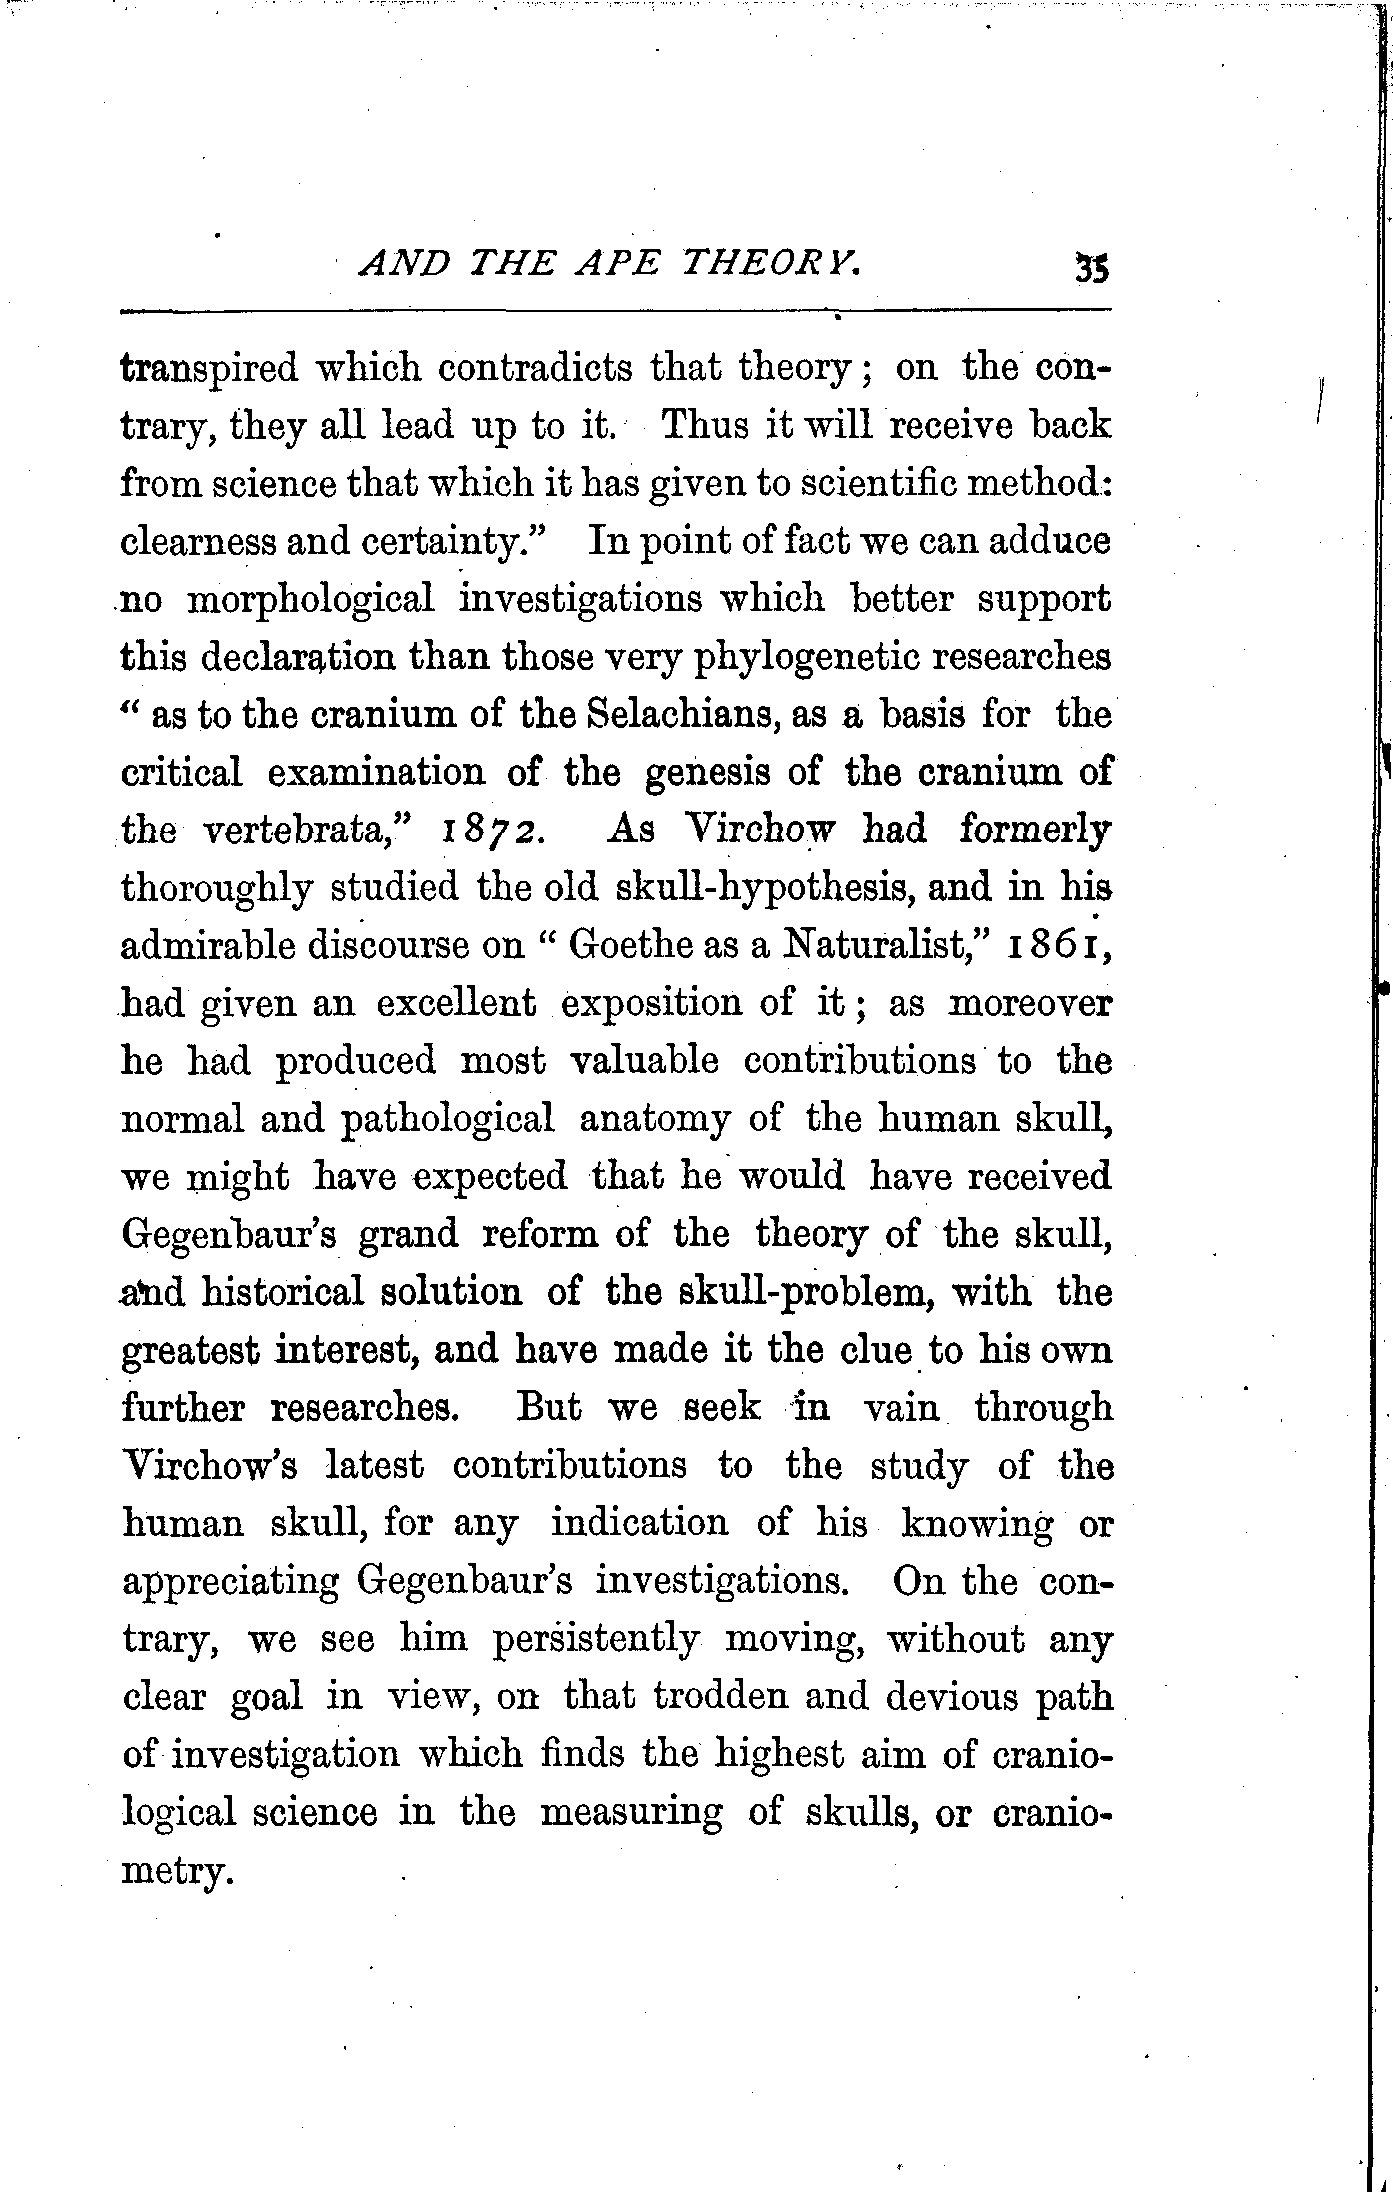 AND THE APE THEORY. 35
transpired which contradicts that theory; on the con-
trary, they all lead up to it. Thus it will receive back
from science that which it has given to scientific method:
clearness and certainty.” In point of fact we can adduce
no morphological investigations which better support
this declaration than those very phylogenetic researches
“ as to the cranium of the Selachians, as a basis for the
critical examination of the genesis of the cranium of
the vertebrata,” 1872. As Virchow had formerly
thoroughly studied the old skull-hypothesis, and in his
admirable discourse on “ Goethe as a Naturalist,” 1861,
had given an excellent exposition of it; as moreover
he had produced most valuable contributions to the
normal and pathological anatomy of the human skull,
we might have expected that he would have received
Gegenbaur’s grand reform of the theory of the skull,
and historical solution of the skull-problem, with the
greatest interest, and have made it the clue to his own
further researches. But we seek in vain through
Virchow’s latest contributions to the study of the
human skull, for any indication of his knowing or
appreciating Gegenbaur’s investigations. On the con-
trary, we see him persistently moving, without any
clear goal in view, on that trodden and devious path
of investigation which finds the highest aim of cranio-
logical science in the measuring of skulls, or cranio-
metry.